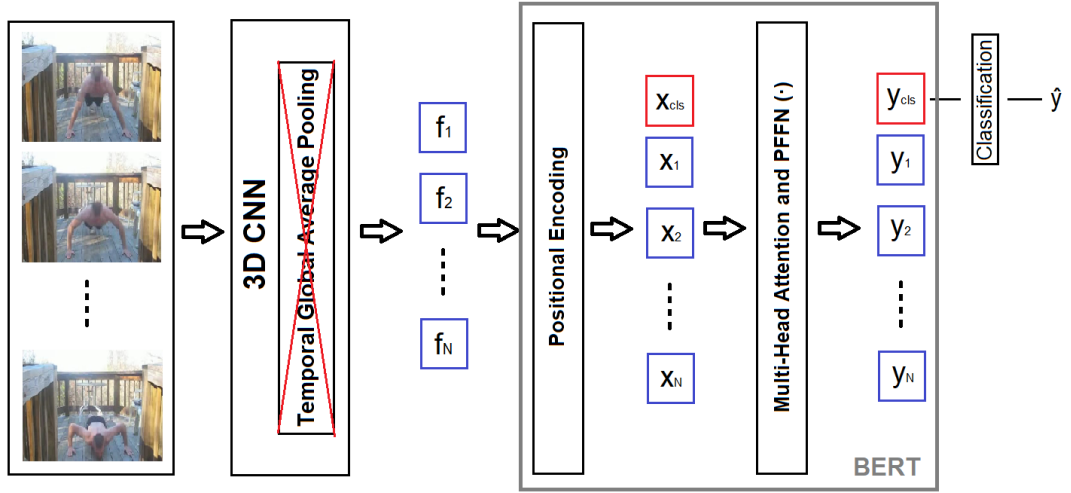 3D CNN
Temporal Global Average Pooling
f1
f2
fN
Positional Encoding
xcls
x1
x2
xN
Multi-Head Attention and PFFN (·)
ycls
y1
y2
yN
BERT
Classification
ŷ